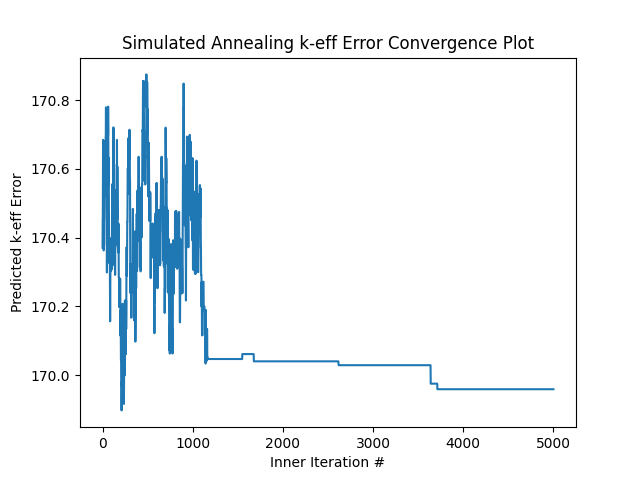 Simulated Annealing k-eff Error Convergence Plot
170.8
170.6
170.4
170.2
170.0
Predicted k-eff Error
0 1000 2000 3000 4000 5000
Inner Iteration #